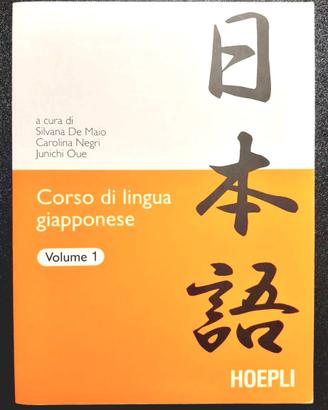 a cura di
Silvana De Maio
Carolina Negri
Junichi Oue
Corso di lingua
giapponese
Volume 1
日本語
HOEPLI